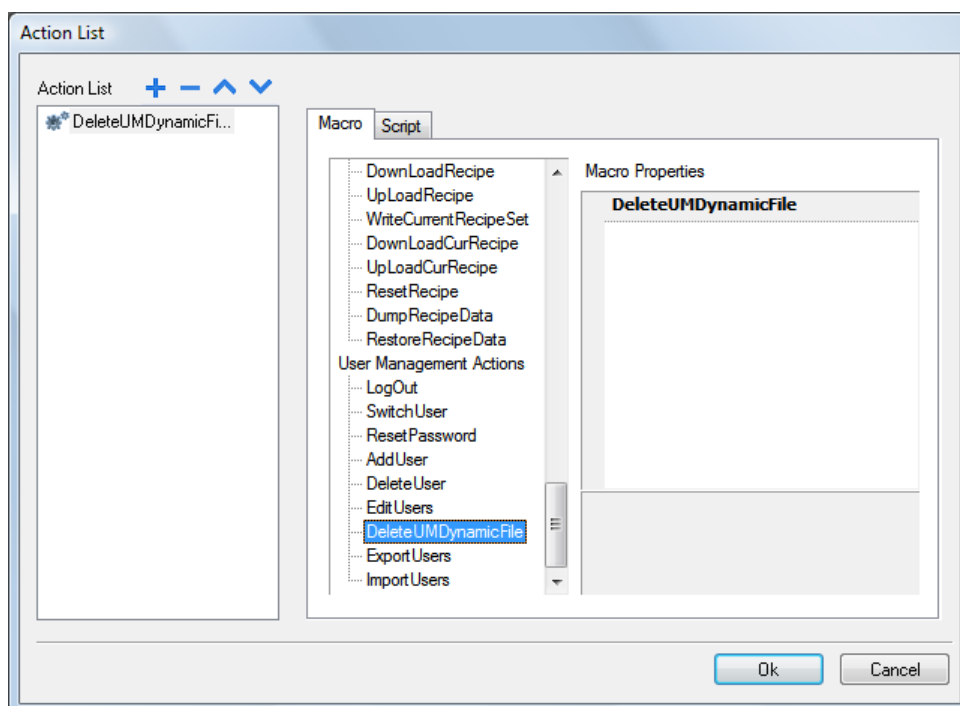 Action List
Action List
DeleteUMDynamicFi...
Macro
Script
DownLoadRecipe
UpLoadRecipe
WriteCurrentRecipeSet
DownLoadCurRecipe
UpLoadCurRecipe
ResetRecipe
DumpRecipeData
RestoreRecipeData
User Management Actions
LogOut
SwitchUser
ResetPassword
AddUser
DeleteUser
EditUsers
DeleteUMDynamicFile
ExportUsers
ImportUsers
Macro Properties
DeleteUMDynamicFile
Ok
Cancel